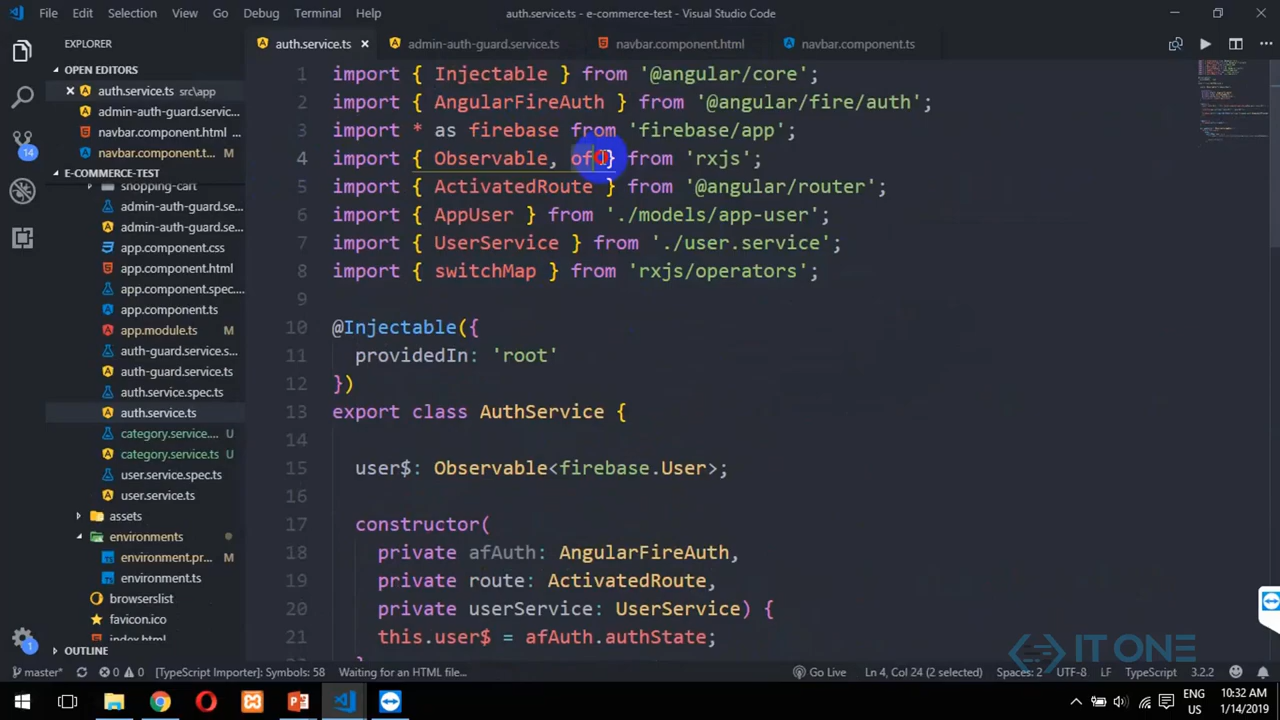 File Edit Selection View Go Debug Terminal Help
auth.service.ts - e-commerce-test - Visual Studio Code
EXPLORER
OPEN EDITORS
auth.service.ts src\app
admin-auth-guard.servic...
navbar.component.html ...
navbar.component.ts ...
E-COMMERCE-TEST
shopping-cart
admin-auth-guard.se...
admin-auth-guard.se...
app.component.css
app.component.html
app.component.spec....
app.component.ts
app.module.ts M
auth-guard.service.s...
auth-guard.service.ts
auth.service.spec.ts
auth.service.ts
category.service.... U
category.service.ts U
user.service.spec.ts
user.service.ts
assets
environments
environment.pr... M
environment.ts
browserslist
favicon.ico
index.html
OUTLINE
14
1
auth.service.ts admin-auth-guard.service.ts navbar.component.html navbar.component.ts
1 import { Injectable } from '@angular/core';
2 import { AngularFireAuth } from '@angular/fire/auth';
3 import * as firebase from 'firebase/app';
4 import { Observable, of } from 'rxjs';
5 import { ActivatedRoute } from '@angular/router';
6 import { AppUser } from './models/app-user';
7 import { UserService } from './user.service';
8 import { switchMap } from 'rxjs/operators';
9
10 @Injectable({
11 providedIn: 'root'
12 })
13 export class AuthService {
14
15 user$: Observable<firebase.User>;
16
17 constructor(
18 private afAuth: AngularFireAuth,
19 private route: ActivatedRoute,
20 private userService: UserService) {
21 this.user$ = afAuth.authState;
IT ONE
master* 0 0 [TypeScript Importer]: Symbols: 58 Waiting for an HTML file... Go Live Ln 4, Col 24 (2 selected) Spaces: 2 UTF-8 LF TypeScript 3.2.2
ENG
US
10:32 AM
1/14/2019